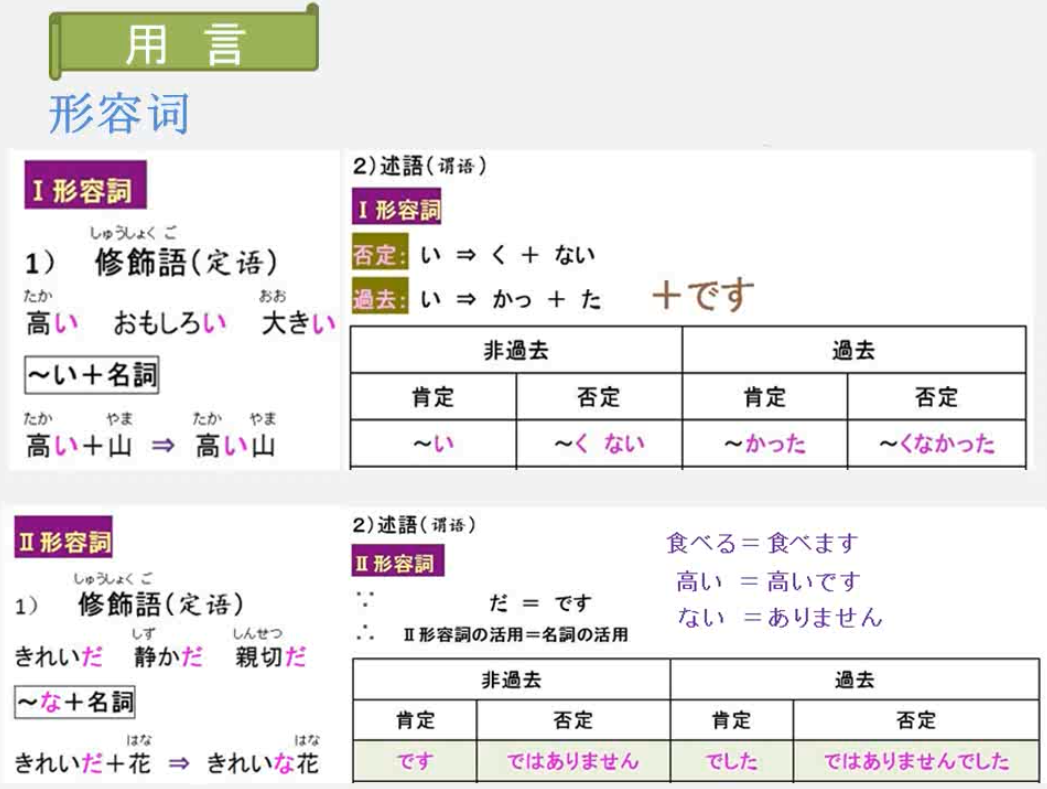 用 言
形容词
Ⅰ形容詞
しゅうしょく ご
1） 修飾語(定语)
たか おお
高い おもしろい 大きい
～い＋名詞
たか やま たか やま
高い＋山 ⇒ 高い山
2)述語(谓语)
Ⅰ形容詞
否定: い ⇒ く ＋ ない
過去: い ⇒ かっ ＋ た ＋です
非過去 過去
肯定 否定 肯定 否定
～い ～く ない ～かった ～くなかった
Ⅱ形容詞
しゅうしょく ご
1） 修飾語(定语)
しず しんせつ
きれいだ 静かだ 親切だ
～な＋名詞
はな はな
きれいだ＋花 ⇒ きれいな花
2)述語(谓语)
Ⅱ形容詞
∵ だ ＝ です
∴ Ⅱ形容詞の活用＝名詞の活用
食べる＝食べます
高い ＝高いです
ない ＝ありません
非過去 過去
肯定 否定 肯定 否定
です ではありません でした ではありませんでした